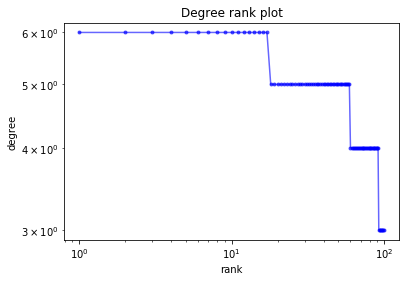 Degree rank plot
6 × 10⁰
5 × 10⁰
4 × 10⁰
3 × 10⁰
degree
10⁰
10¹
10²
rank